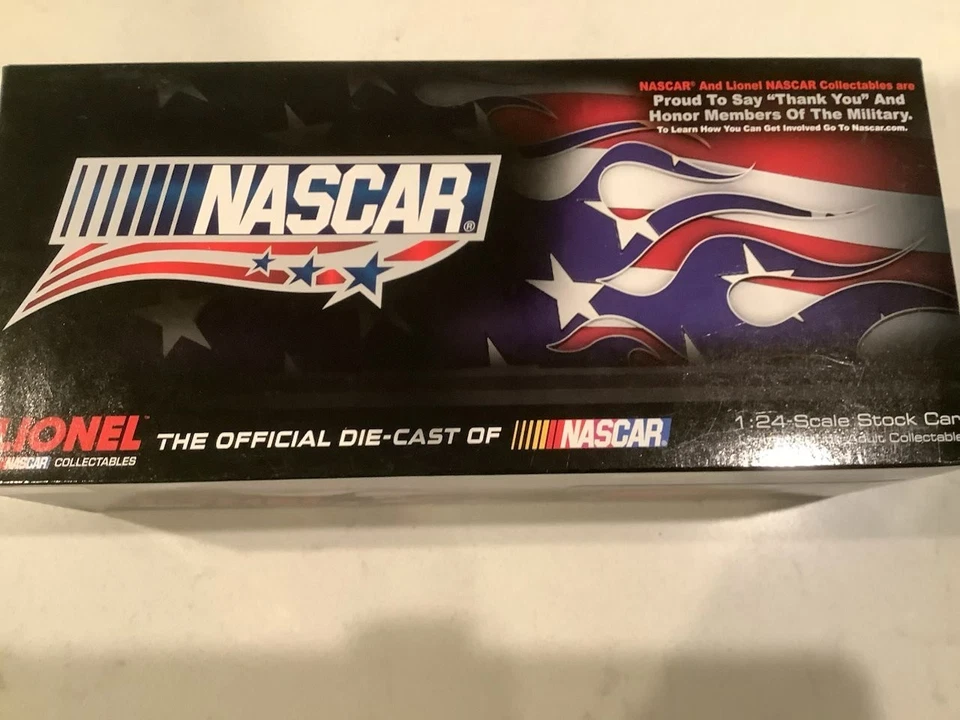 NASCAR® And Lionel NASCAR Collectables are
Proud To Say “Thank You” And
Honor Members Of The Military.
To Learn How You Can Get Involved Go To Nascar.com.
NASCAR®
LIONEL™
NASCAR COLLECTABLES
THE OFFICIAL DIE-CAST OF NASCAR®
1:24-Scale Stock Car
Adult Collectable